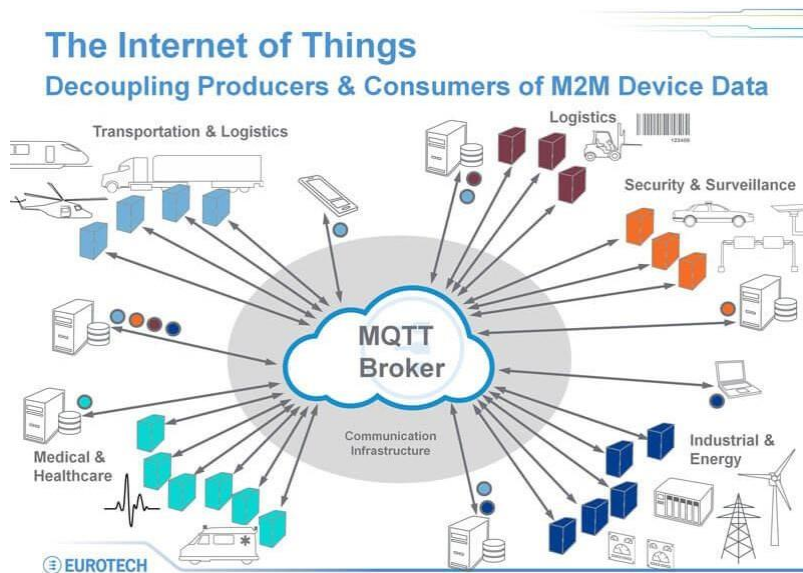 The Internet of Things
Decoupling Producers & Consumers of M2M Device Data
Transportation & Logistics
Logistics
Security & Surveillance
MQTT
Broker
Communication
Infrastructure
Medical &
Healthcare
Industrial &
Energy
EUROTECH